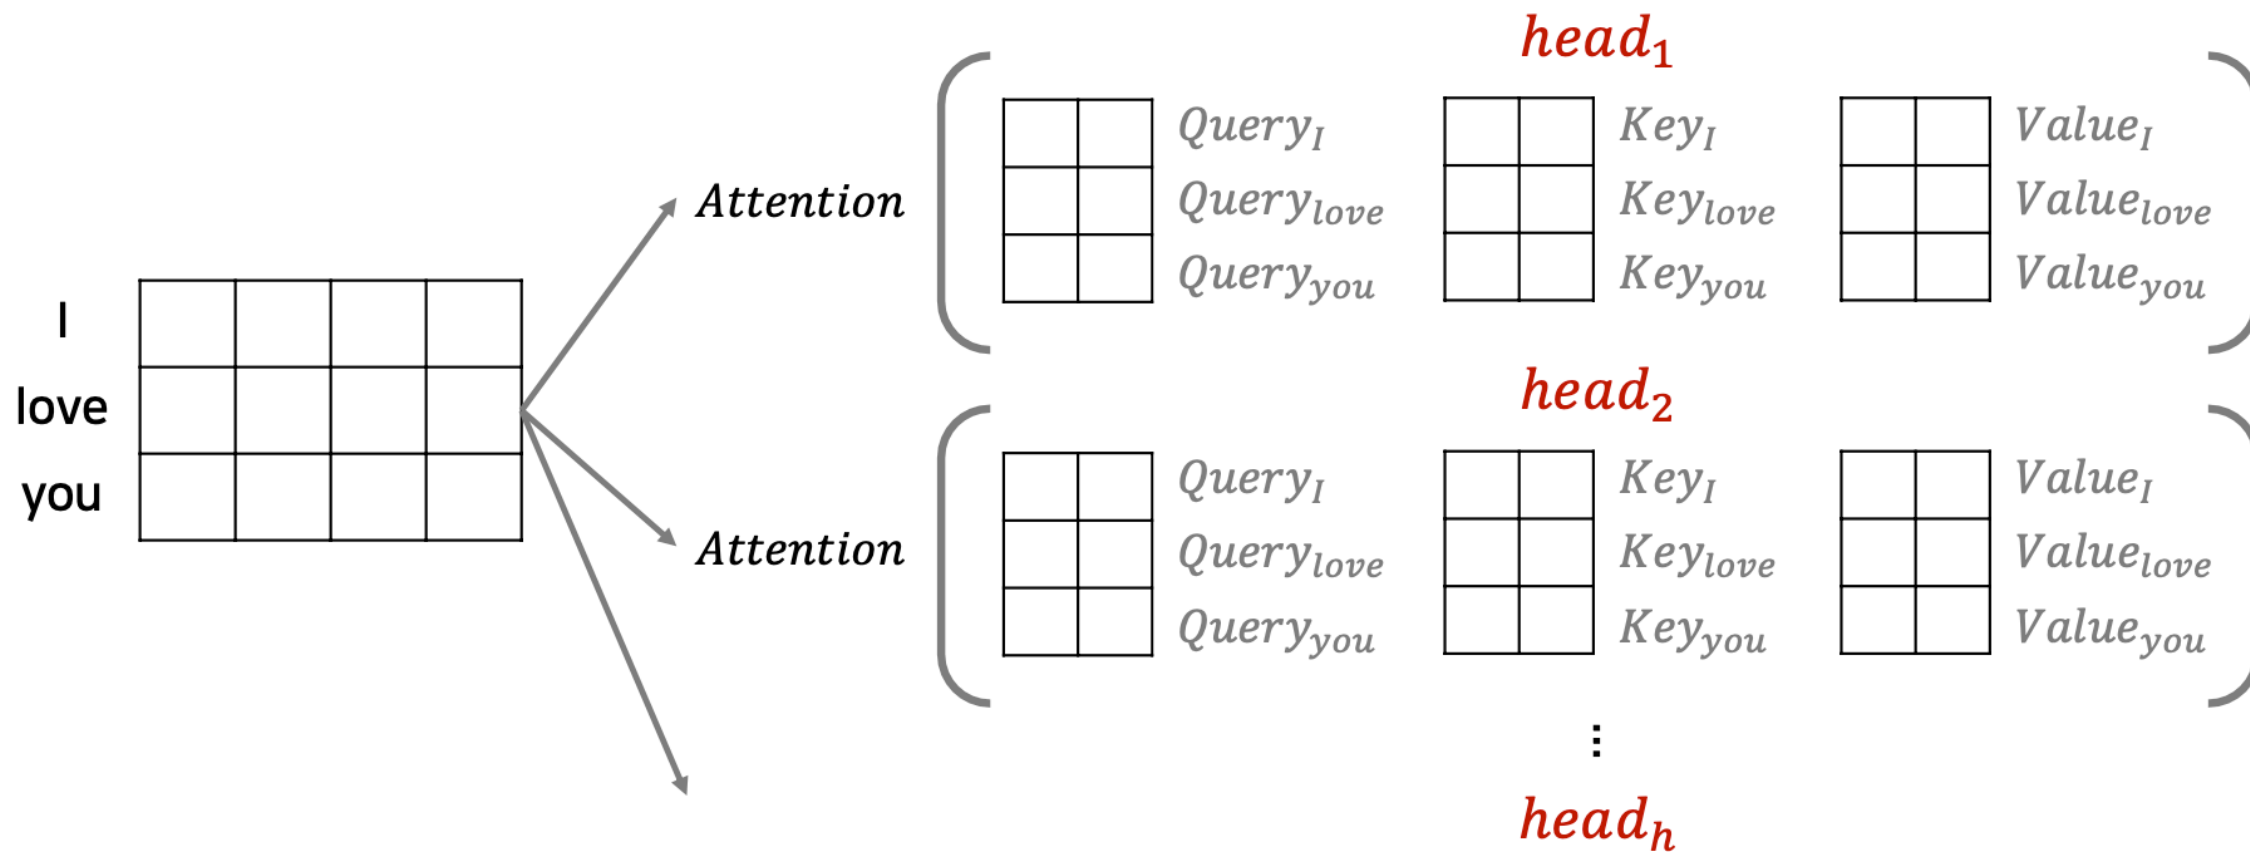 head₁
Query_I Key_I Value_I
Attention Query_love Key_love Value_love
Query_you Key_you Value_you
I
love
you
head₂
Query_I Key_I Value_I
Attention Query_love Key_love Value_love
Query_you Key_you Value_you
⋮
head_h